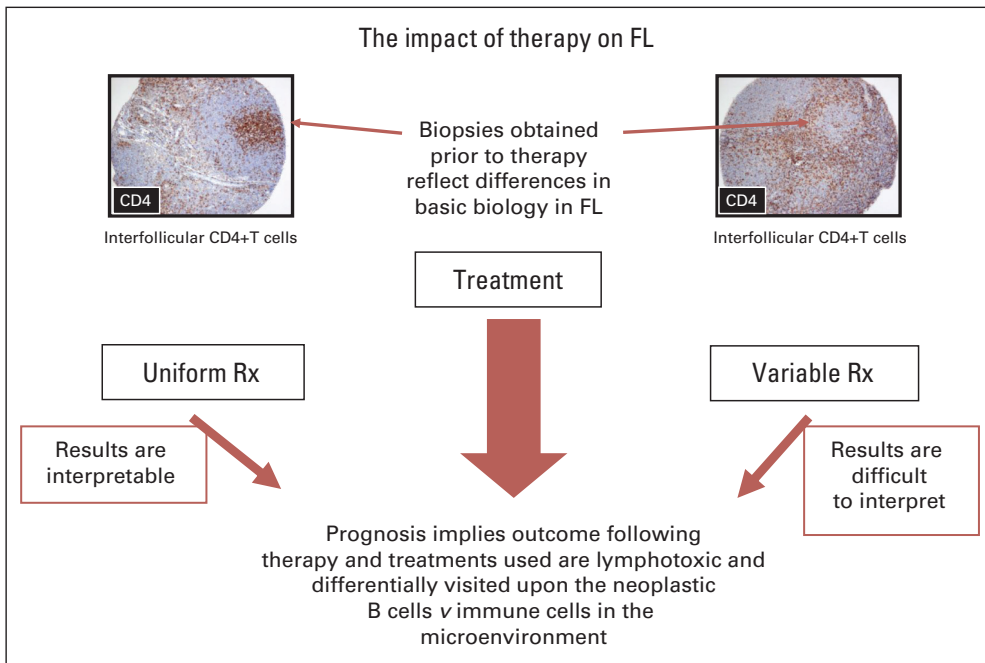 The impact of therapy on FL
CD4
Interfollicular CD4+T cells
Biopsies obtained
prior to therapy
reflect differences in
basic biology in FL
CD4
Interfollicular CD4+T cells
Treatment
Uniform Rx
Variable Rx
Results are
interpretable
Results are
difficult
to interpret
Prognosis implies outcome following
therapy and treatments used are lymphotoxic and
differentially visited upon the neoplastic
B cells v immune cells in the
microenvironment